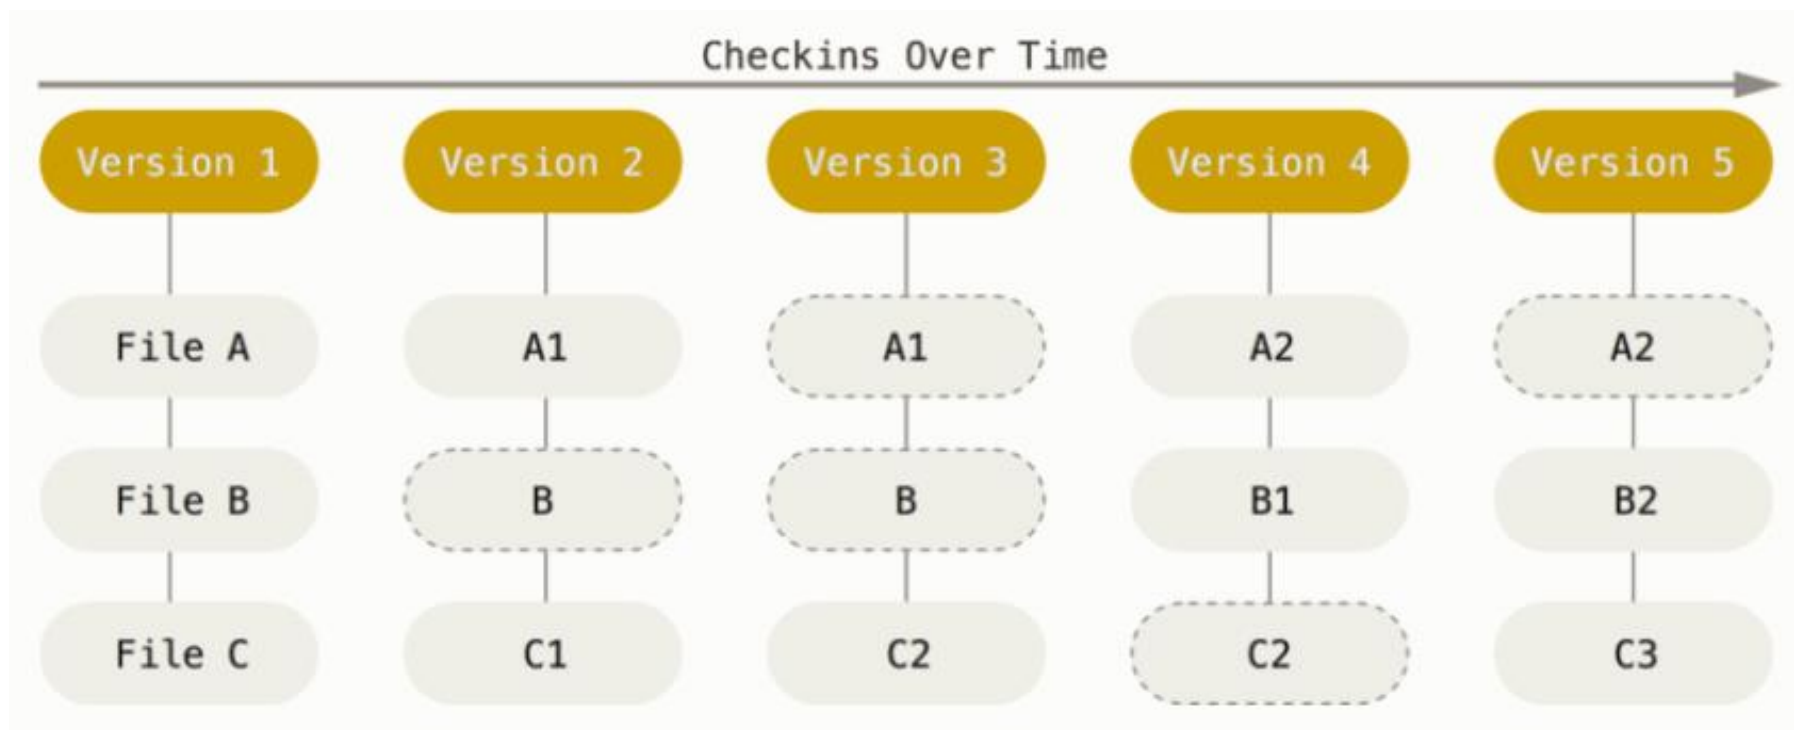 Checkins Over Time
Version 1 Version 2 Version 3 Version 4 Version 5
File A A1 A1 A2 A2
File B B B B1 B2
File C C1 C2 C2 C3